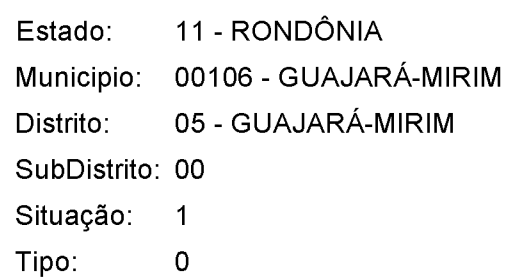 Estado: 11 - RONDÔNIA
Municipio: 00106 - GUAJARÁ-MIRIM
Distrito: 05 - GUAJARÁ-MIRIM
SubDistrito: 00
Situação: 1
Tipo: 0